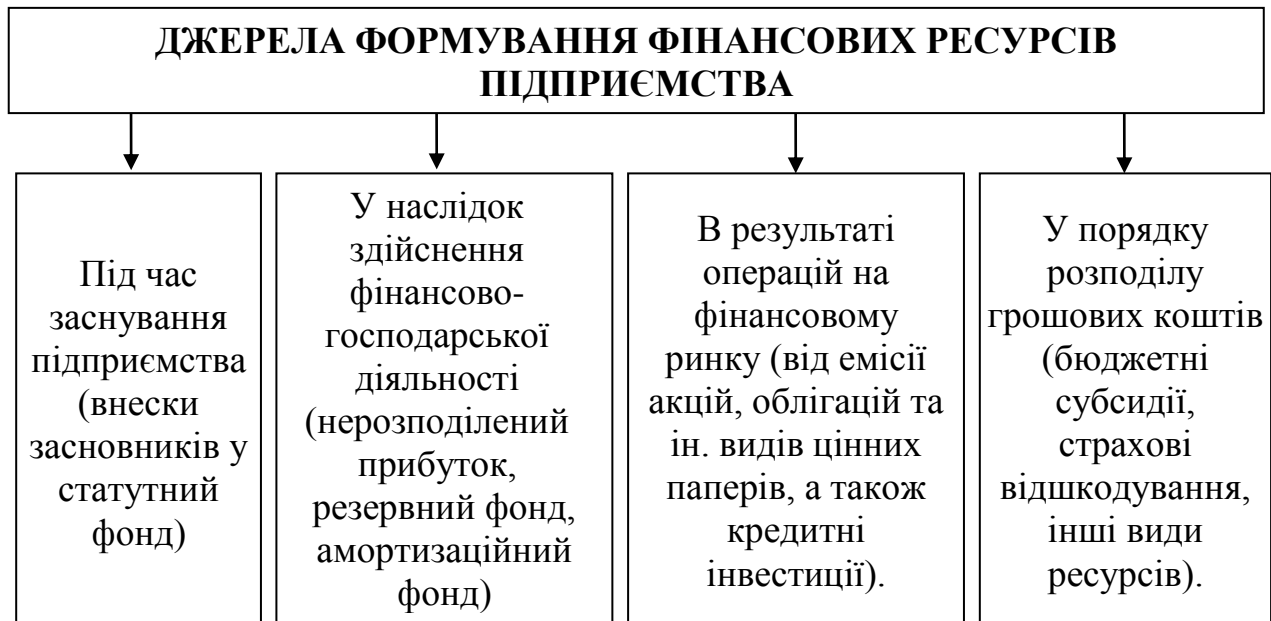 ДЖЕРЕЛА ФОРМУВАННЯ ФІНАНСОВИХ РЕСУРСІВ
ПІДПРИЄМСТВА
Під час
заснування
підприємства
(внески
засновників у
статутний
фонд)
У наслідок
здійснення
фінансово-
господарської
діяльності
(нерозподілений
прибуток,
резервний фонд,
амортизаційний
фонд)
В результаті
операцій на
фінансовому
ринку (від емісії
акцій, облігацій та
ін. видів цінних
паперів, а також
кредитні
інвестиції).
У порядку
розподілу
грошових коштів
(бюджетні
субсидії,
страхові
відшкодування,
інші види
ресурсів).